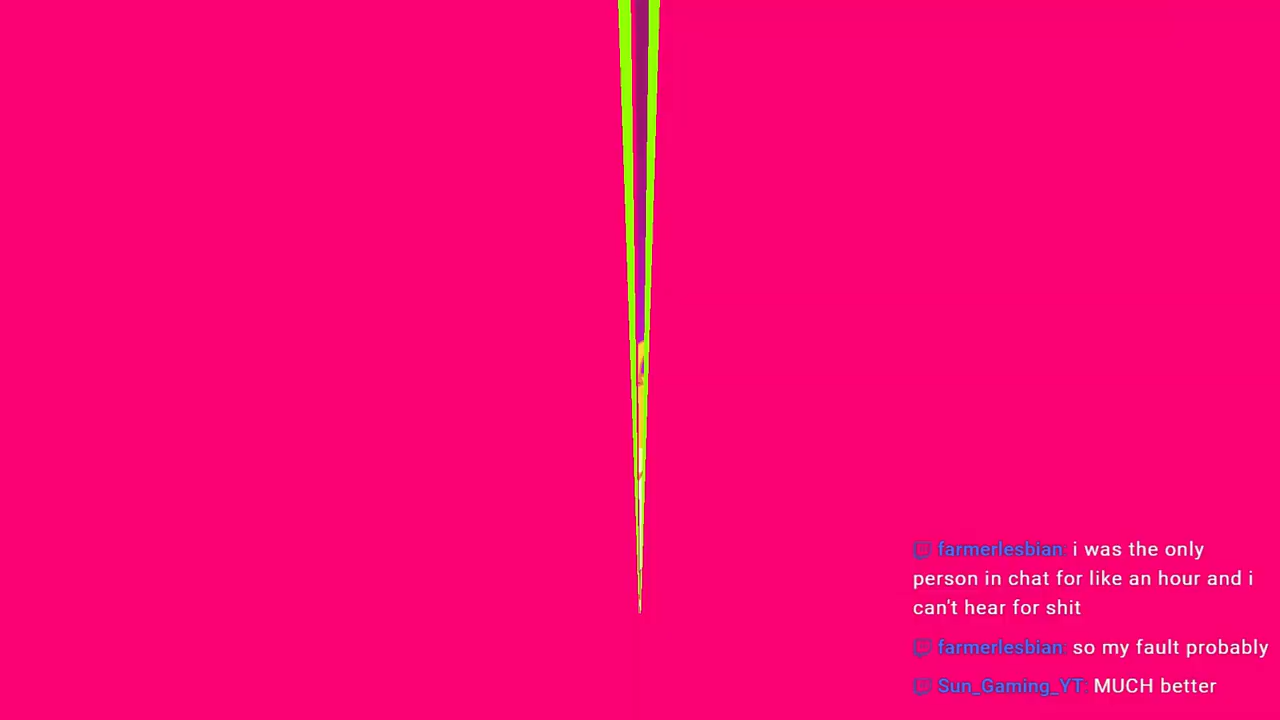 farmerlesbian: i was the only
person in chat for like an hour and i
can't hear for shit
farmerlesbian: so my fault probably
Sun_Gaming_YT: MUCH better